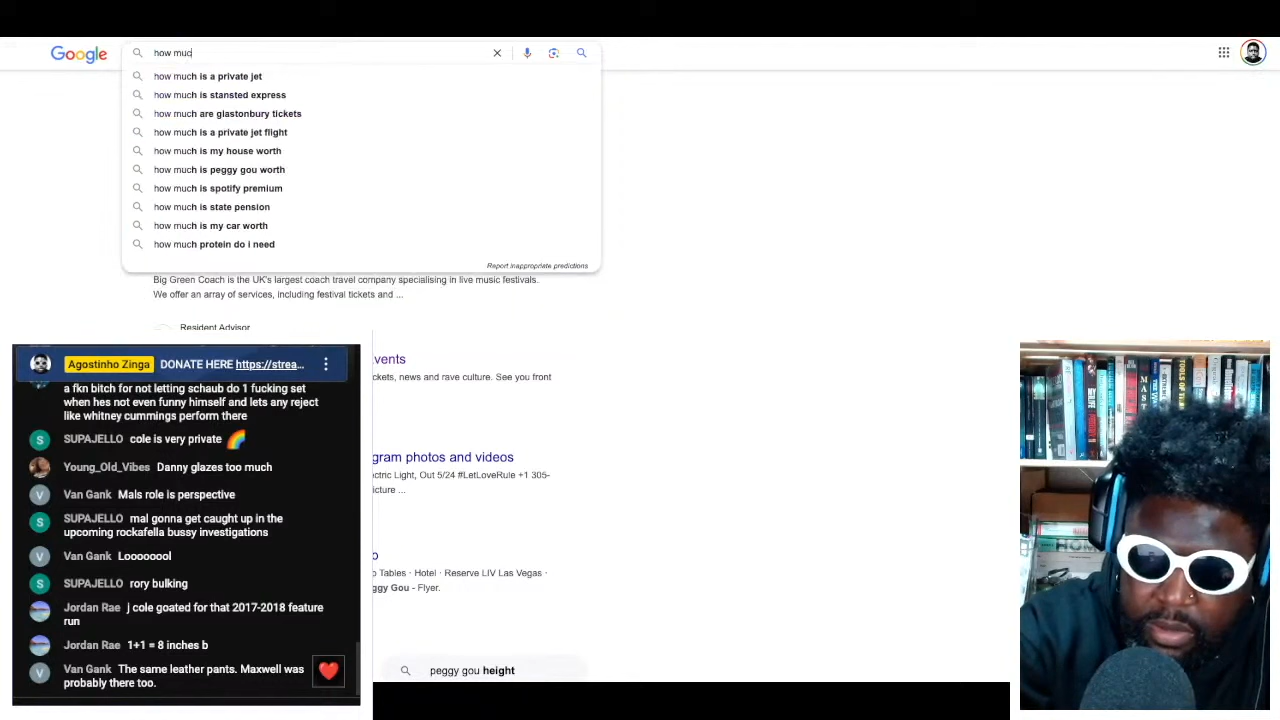 Google
how muc
how much is a private jet
how much is stansted express
how much are glastonbury tickets
how much is a private jet flight
how much is my house worth
how much is peggy gou worth
how much is spotify premium
how much is state pension
how much is my car worth
how much protein do i need
Report inappropriate predictions
Big Green Coach is the UK's largest coach travel company specialising in live music festivals.
We offer an array of services, including festival tickets and ...
Resident Advisor
vents
ckets, news and rave culture. See you front
gram photos and videos
ectric Light, Out 5/24 #LetLoveRule +1 305-
icture ...
o Tables · Hotel · Reserve LIV Las Vegas ·
ggy Gou - Flyer.
peggy gou height
Agostinho Zinga DONATE HERE https://strea...
a fkn bitch for not letting schaub do 1 fucking set
when hes not even funny himself and lets any reject
like whitney cummings perform there
S SUPAJELLO cole is very private 🌈
Young_Old_Vibes Danny glazes too much
V Van Gank Mals role is perspective
S SUPAJELLO mal gonna get caught up in the
upcoming rockafella bussy investigations
V Van Gank Loooooool
S SUPAJELLO rory bulking
Jordan Rae j cole goated for that 2017-2018 feature
run
Jordan Rae 1+1 = 8 inches b
V Van Gank The same leather pants. Maxwell was
probably there too.